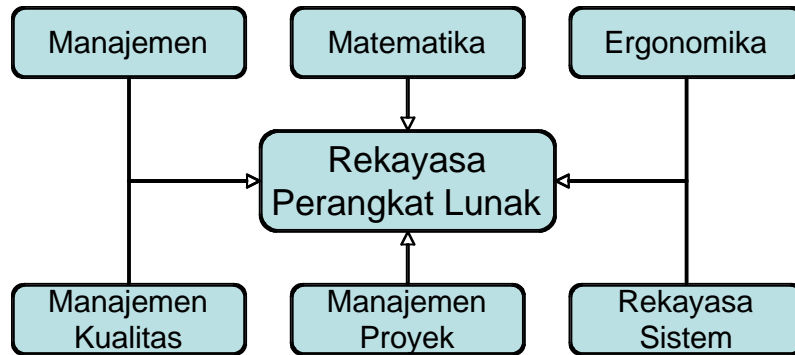 Manajemen
Matematika
Ergonomika
Rekayasa
Perangkat Lunak
Manajemen
Kualitas
Manajemen
Proyek
Rekayasa
Sistem